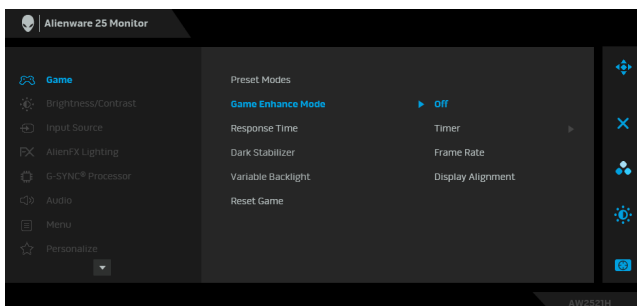 Alienware 25 Monitor
Game
Brightness/Contrast
Input Source
AlienFX Lighting
G-SYNC® Processor
Audio
Menu
Personalize
Preset Modes
Game Enhance Mode
Response Time
Dark Stabilizer
Variable Backlight
Reset Game
Off
Timer
Frame Rate
Display Alignment
AW2521H